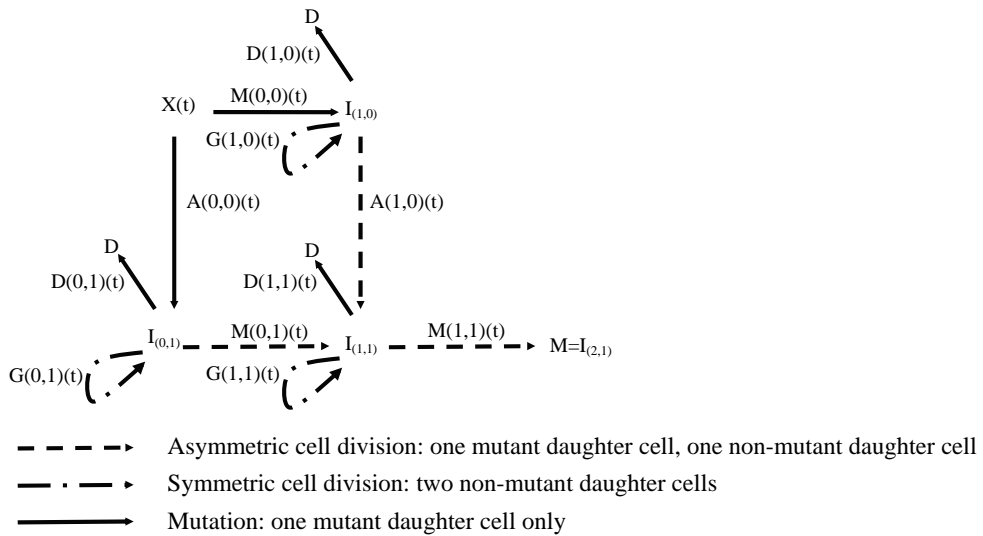 D
D(1,0)(t)
X(t)
M(0,0)(t)
I(1,0)
G(1,0)(t)
A(0,0)(t)
A(1,0)(t)
D
D(0,1)(t)
D
D(1,1)(t)
I(0,1)
M(0,1)(t)
I(1,1)
M(1,1)(t)
M=I(2,1)
G(0,1)(t)
G(1,1)(t)
Asymmetric cell division: one mutant daughter cell, one non-mutant daughter cell
Symmetric cell division: two non-mutant daughter cells
Mutation: one mutant daughter cell only